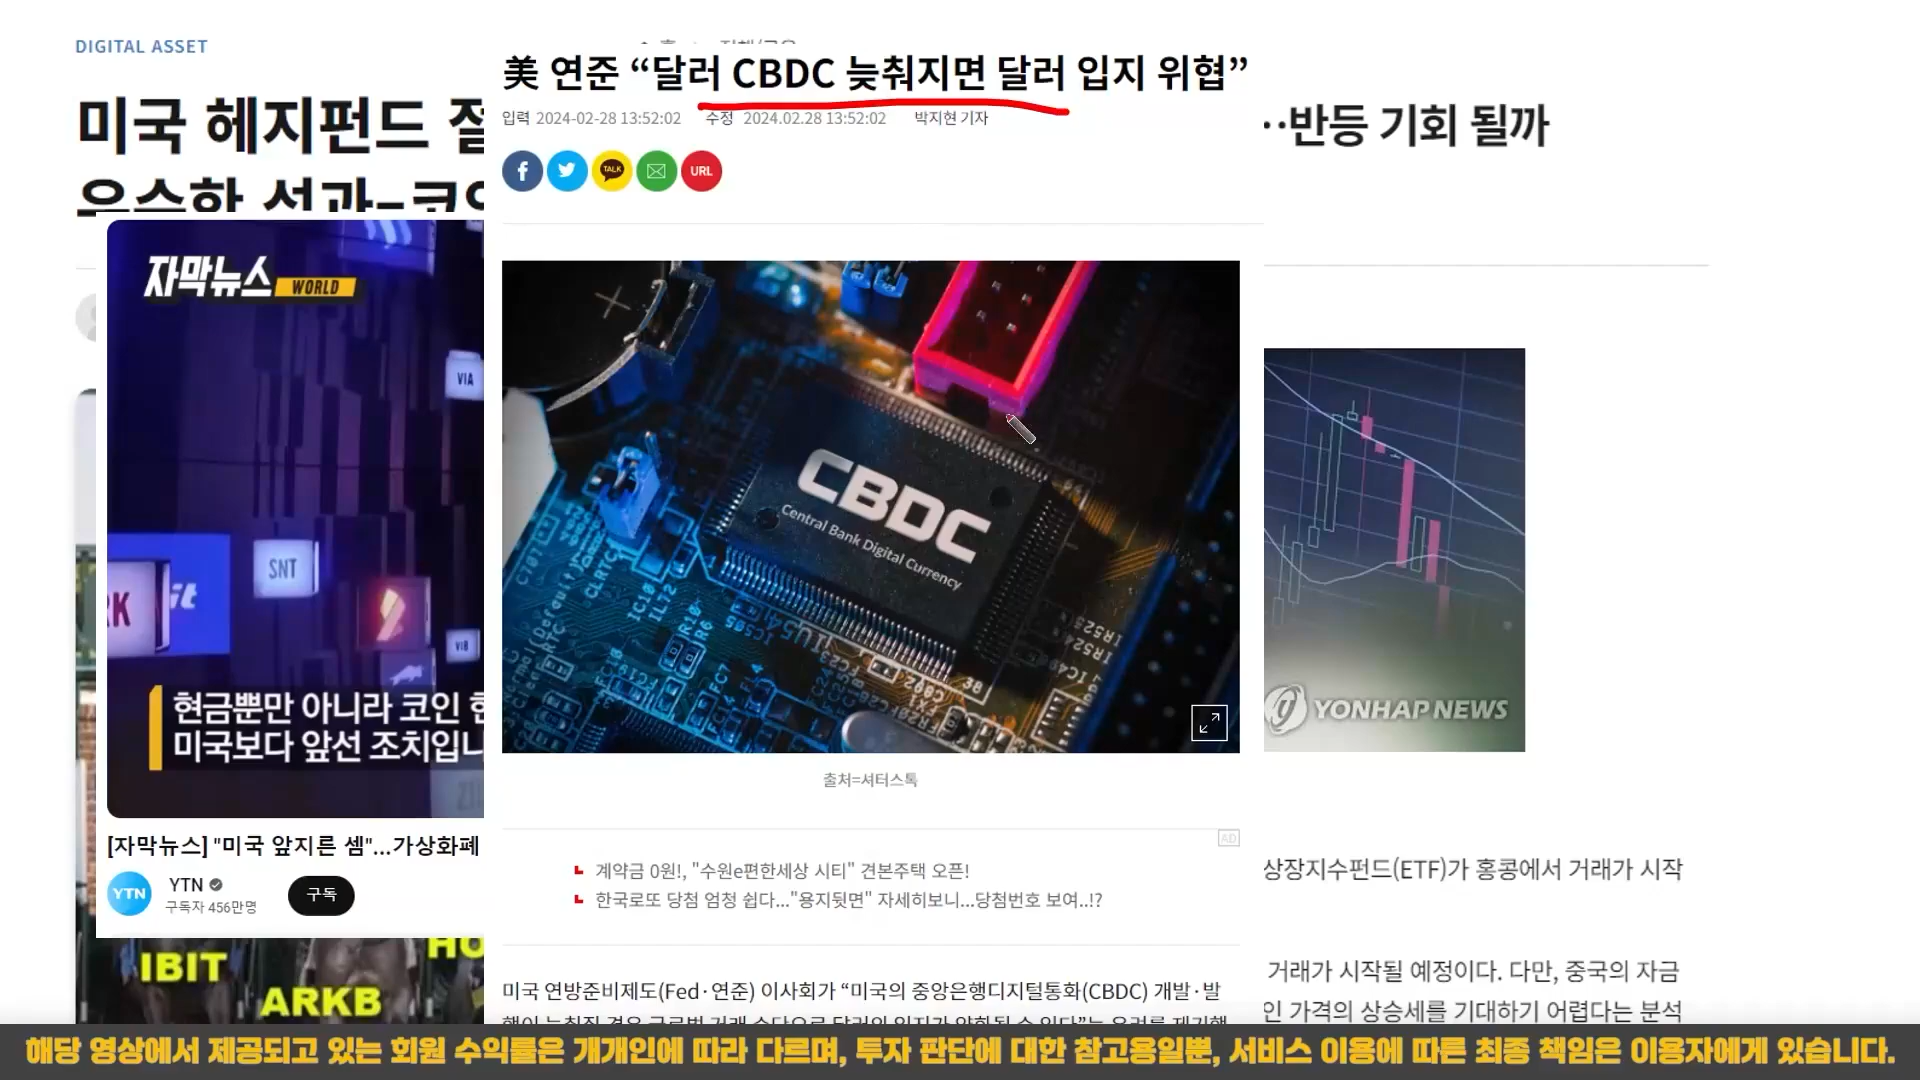 DIGITAL ASSET
미국 헤지펀드
자막뉴스 WORLD
VIA
SNT
VIB
현금뿐만 아니라 코인
미국보다 앞선 조치입니
[자막뉴스] "미국 앞지른 셈"...가상화폐
YTN
YTN
구독자 456만명
구독
IBIT
ARKB
美 연준 “달러 CBDC 늦춰지면 달러 입지 위협”
입력 2024-02-28 13:52:02 수정 2024.02.28 13:52:02 박지현 기자
TALK
URL
CBDC
Central Bank Digital Currency
출처=셔터스톡
AD
계약금 0원!, "수원e편한세상 시티" 견본주택 오픈!
한국로또 당첨 엄청 쉽다..."용지뒷면" 자세히보니...당첨번호 보여..!?
미국 연방준비제도(Fed·연준) 이사회가 “미국의 중앙은행디지털통화(CBDC) 개발·발
··반등 기회 될까
YONHAP NEWS
상장지수펀드(ETF)가 홍콩에서 거래가 시작
거래가 시작될 예정이다. 다만, 중국의 자금
인 가격의 상승세를 기대하기 어렵다는 분석
해당 영상에서 제공되고 있는 회원 수익률은 개개인에 따라 다르며, 투자 판단에 대한 참고용일뿐, 서비스 이용에 따른 최종 책임은 이용자에게 있습니다.